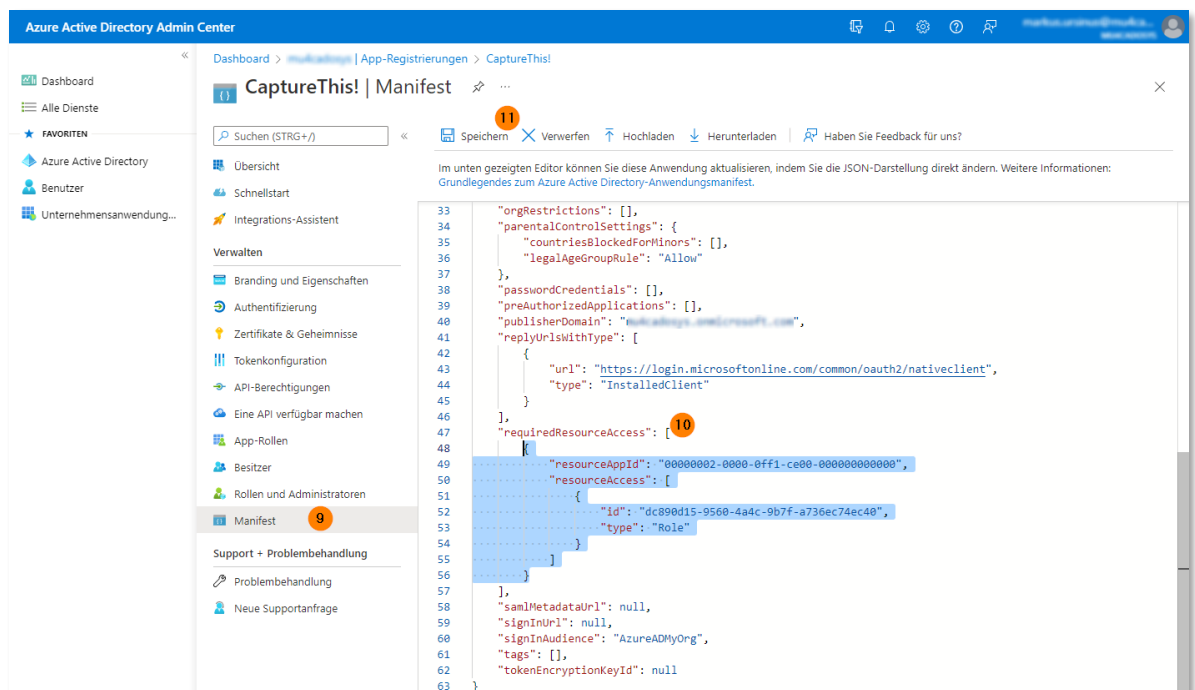 Azure Active Directory Admin Center
Dashboard > | App-Registrierungen > CaptureThis!
Dashboard
Alle Dienste
FAVORITEN
Azure Active Directory
Benutzer
Unternehmensanwendung...
CaptureThis! | Manifest
Suchen (STRG+/)
Übersicht
Schnellstart
Integrations-Assistent
Verwalten
Branding und Eigenschaften
Authentifizierung
Zertifikate & Geheimnisse
Tokenkonfiguration
API-Berechtigungen
Eine API verfügbar machen
App-Rollen
Besitzer
Rollen und Administratoren
Manifest 9
Support + Problembehandlung
Problembehandlung
Neue Supportanfrage
11
Speichern Verwerfen Hochladen Herunterladen Haben Sie Feedback für uns?
Im unten gezeigten Editor können Sie diese Anwendung aktualisieren, indem Sie die JSON-Darstellung direkt ändern. Weitere Informationen:
Grundlegendes zum Azure Active Directory-Anwendungsmanifest.
33 "orgRestrictions": [],
34 "parentalControlSettings": {
35 "countriesBlockedForMinors": [],
36 "legalAgeGroupRule": "Allow"
37 },
38 "passwordCredentials": [],
39 "preAuthorizedApplications": [],
40 "publisherDomain": "",
41 "replyUrlsWithType": [
42 {
43 "url": "https://login.microsoftonline.com/common/oauth2/nativeclient",
44 "type": "InstalledClient"
45 }
46 ],
47 "requiredResourceAccess": [ 10
48 {
49 "resourceAppId": "00000002-0000-0ff1-ce00-000000000000",
50 "resourceAccess": [
51 {
52 "id": "dc890d15-9560-4a4c-9b7f-a736ec74ec40",
53 "type": "Role"
54 }
55 ]
56 }
57 ],
58 "samlMetadataUrl": null,
59 "signInUrl": null,
60 "signInAudience": "AzureADMyOrg",
61 "tags": [],
62 "tokenEncryptionKeyId": null
63 }